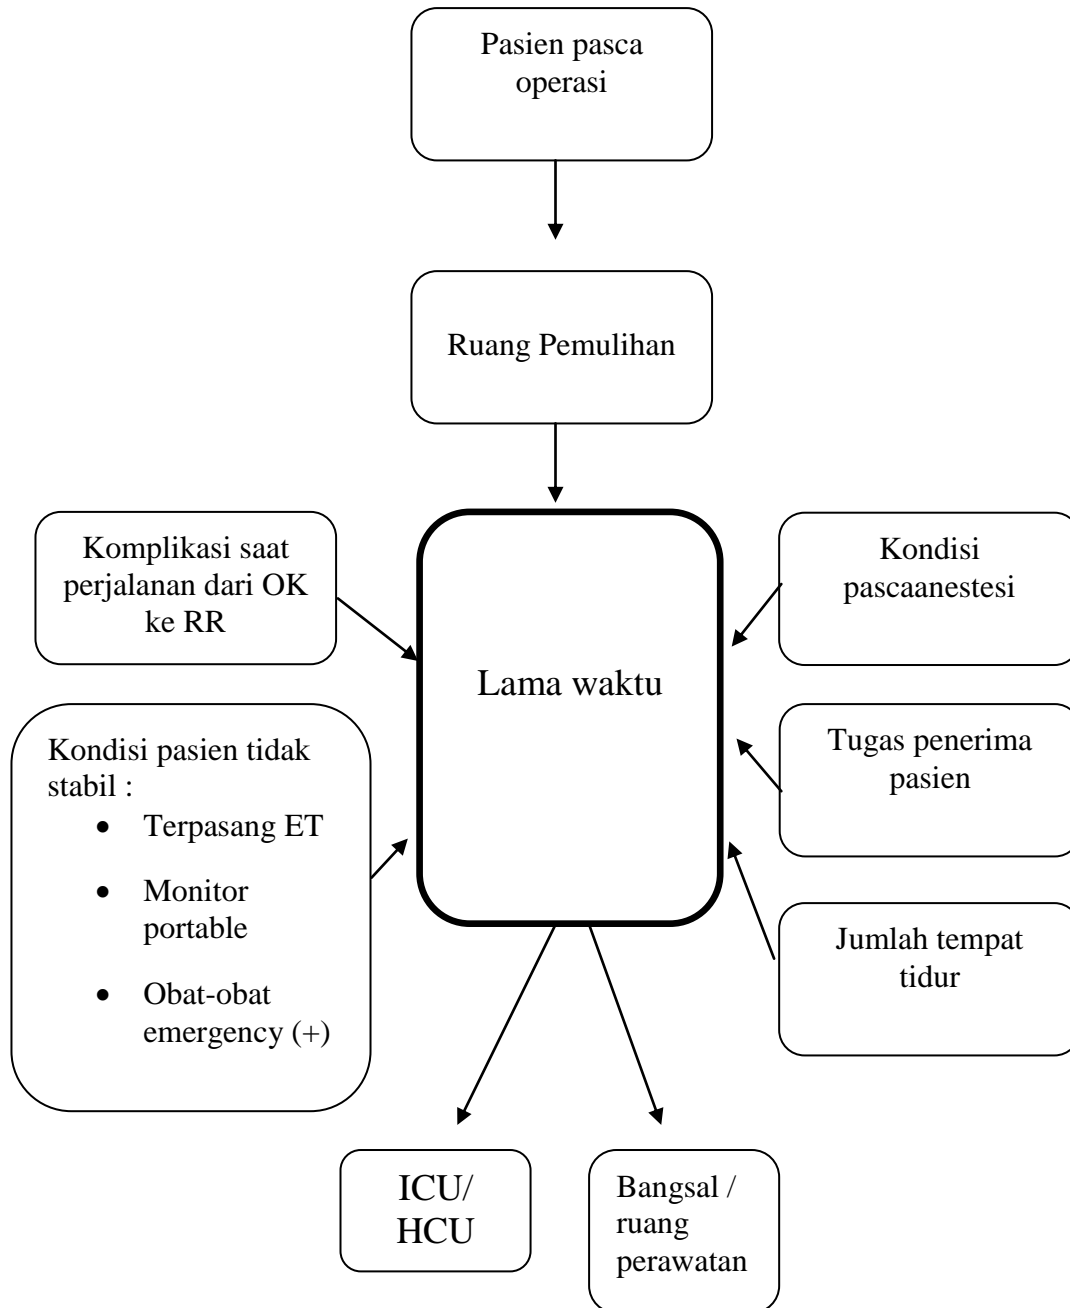 Pasien pasca
operasi
Ruang Pemulihan
Komplikasi saat
perjalanan dari OK
ke RR
Kondisi pasien tidak
stabil :
• Terpasang ET
• Monitor
portable
• Obat-obat
emergency (+)
Lama waktu
Kondisi
pascaanestesi
Tugas penerima
pasien
Jumlah tempat
tidur
ICU/
HCU
Bangsal /
ruang
perawatan